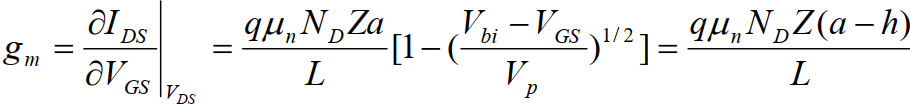 g_m = ∂I_DS / ∂V_GS |_V_DS = qμ_n N_D Za / L [1 − ((V_bi − V_GS) / V_p)^1/2] = qμ_n N_D Z(a − h) / L